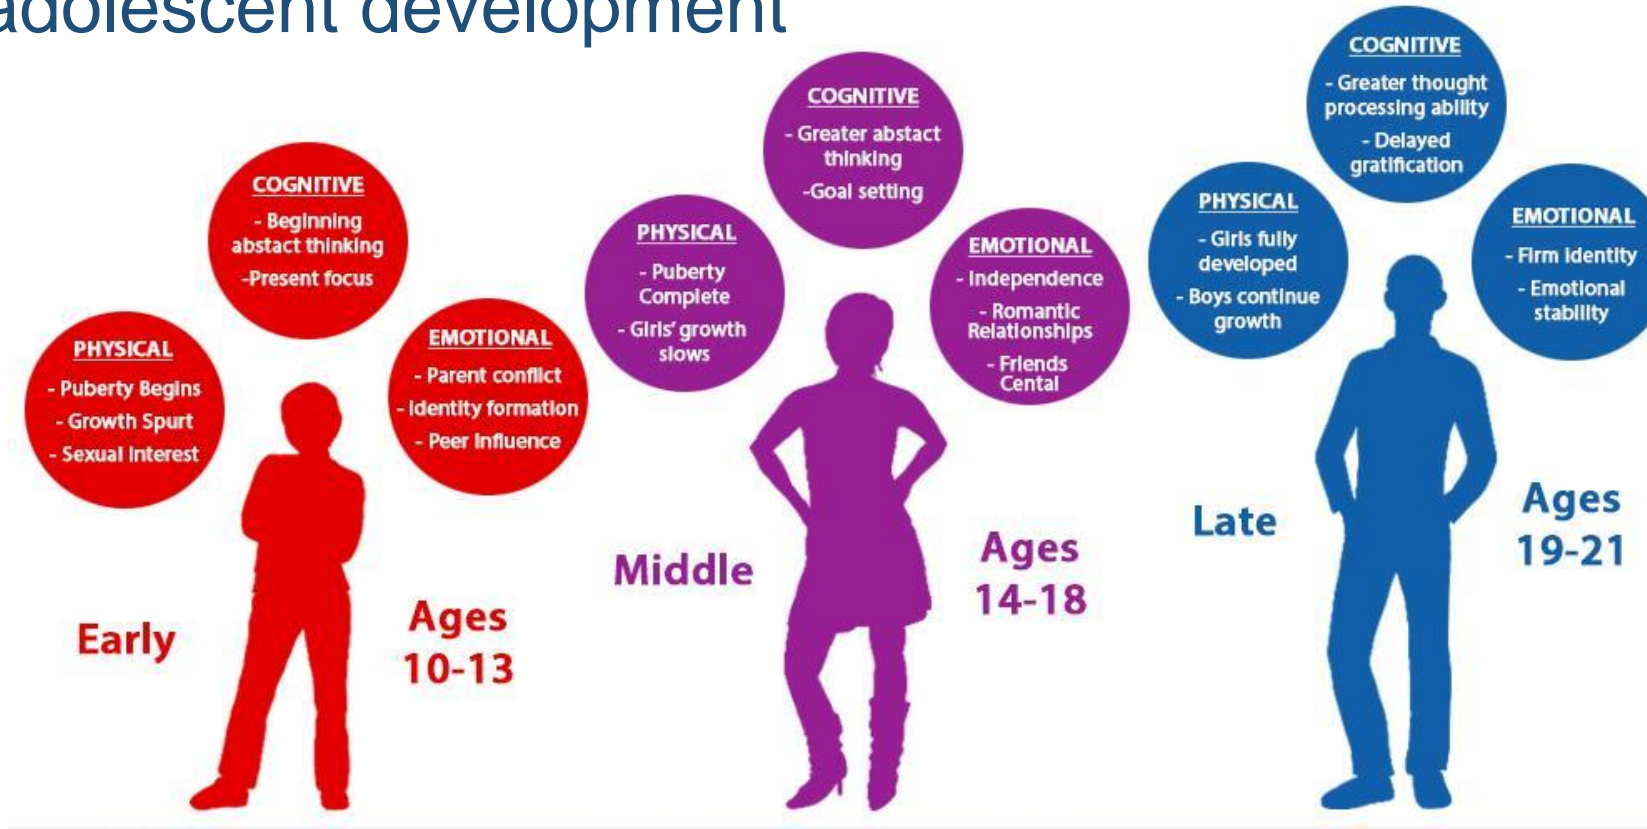 adolescent development
PHYSICAL
- Puberty Begins
- Growth Spurt
- Sexual Interest
COGNITIVE
- Beginning
abstact thinking
-Present focus
EMOTIONAL
- Parent conflict
- Identity formation
- Peer Influence
Early
Ages
10-13
PHYSICAL
- Puberty
Complete
- Girls' growth
slows
COGNITIVE
- Greater abstact
thinking
-Goal setting
EMOTIONAL
- Independence
- Romantic
Relationships
- Friends
Cental
Middle
Ages
14-18
PHYSICAL
- Girls fully
developed
- Boys continue
growth
COGNITIVE
- Greater thought
processing ability
- Delayed
gratification
EMOTIONAL
- Firm identity
- Emotional
stability
Late
Ages
19-21